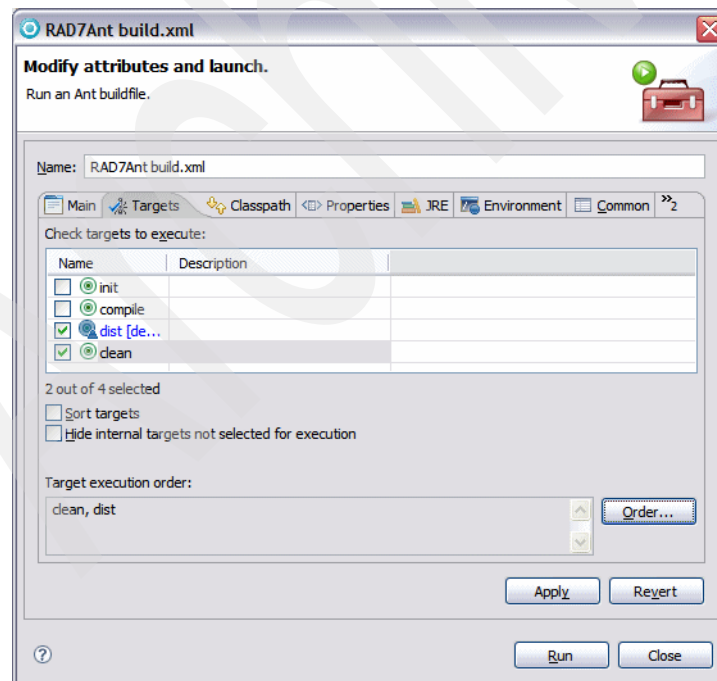 RAD7Ant build.xml
Modify attributes and launch.
Run an Ant buildfile.
Name: RAD7Ant build.xml
Main Targets Classpath Properties JRE Environment Common »2
Check targets to execute:
Name Description
init
compile
dist [de...
clean
2 out of 4 selected
Sort targets
Hide internal targets not selected for execution
Target execution order:
clean, dist
Order...
Apply Revert
? Run Close